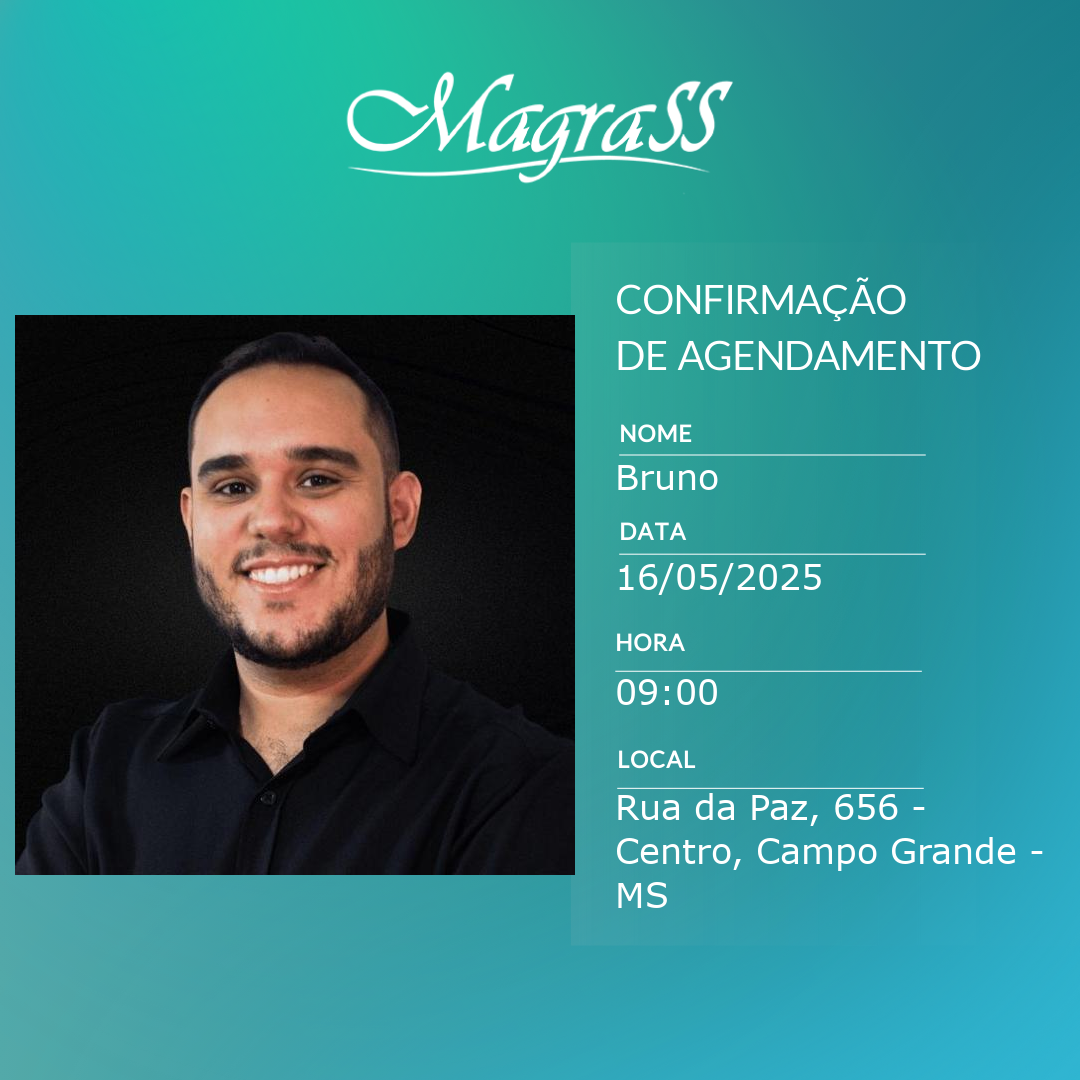 MagraSS
CONFIRMAÇÃO
DE AGENDAMENTO
NOME
Bruno
DATA
16/05/2025
HORA
09:00
LOCAL
Rua da Paz, 656 -
Centro, Campo Grande -
MS